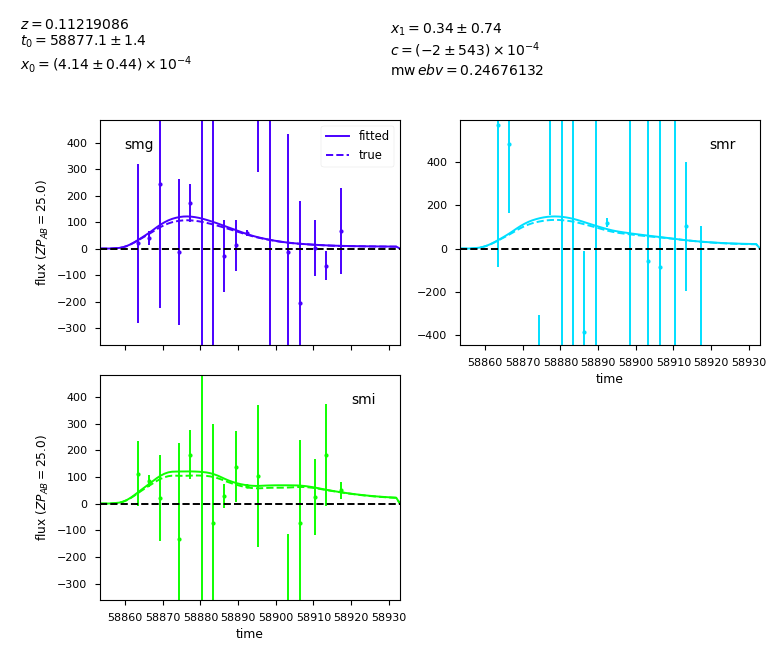 z = 0.11219086
t₀ = 58877.1 ± 1.4
x₀ = (4.14 ± 0.44) × 10⁻⁴
x₁ = 0.34 ± 0.74
c = (−2 ± 543) × 10⁻⁴
mw ebv = 0.24676132
smg
fitted
true
400
300
200
100
0
−100
−200
−300
flux (ZP_AB = 25.0)
smr
400
200
0
−200
−400
58860 58870 58880 58890 58900 58910 58920 58930
time
smi
400
300
200
100
0
−100
−200
−300
flux (ZP_AB = 25.0)
58860 58870 58880 58890 58900 58910 58920 58930
time